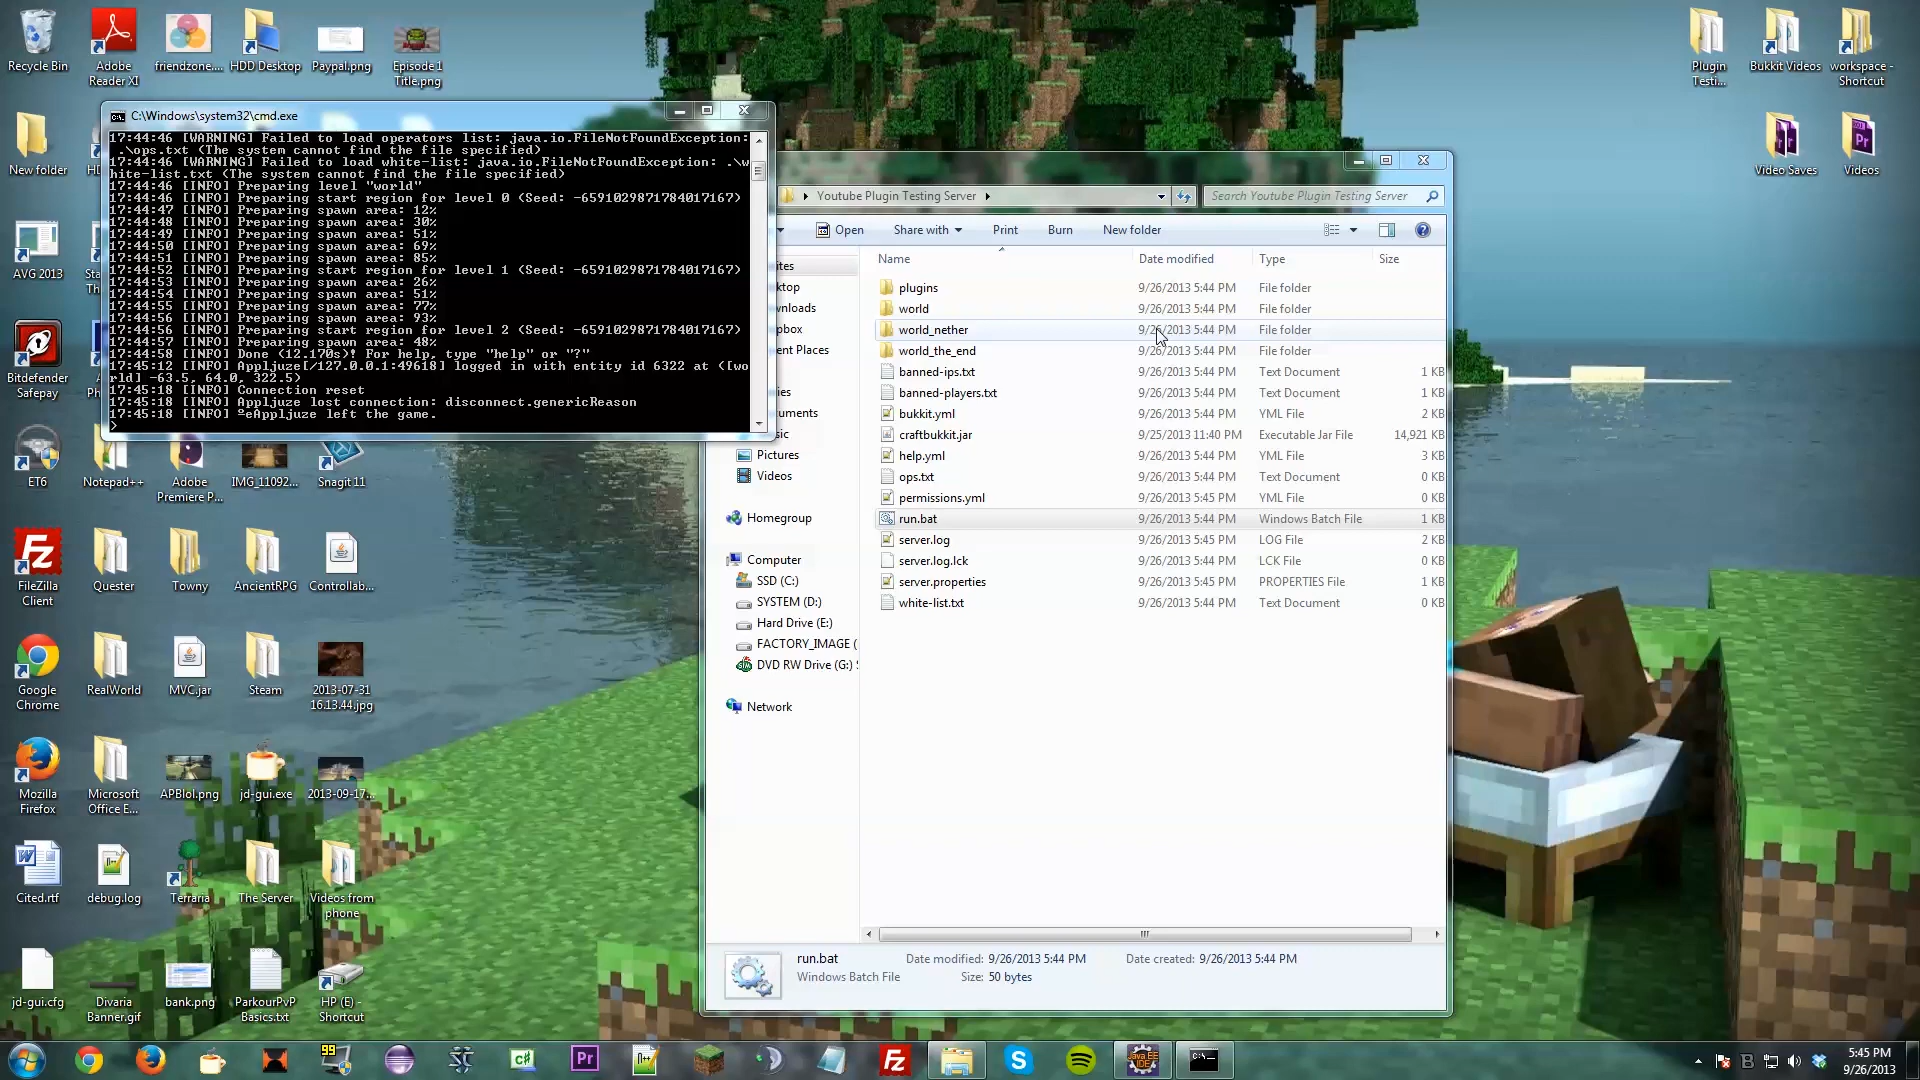 Recycle Bin
Adobe Reader XI
friendzone....
HDD Desktop
Paypal.png
Episode 1 Title.png
Plugin Testi...
Bukkit Videos
workspace - Shortcut
New folder
Video Saves
Videos
AVG 2013
Bitdefender Safepay
C:\Windows\system32\cmd.exe
17:44:46 [WARNING] Failed to load operators list: java.io.FileNotFoundException:
.\ops.txt (The system cannot find the file specified)
17:44:46 [WARNING] Failed to load white-list: java.io.FileNotFoundException: .\w
hite-list.txt (The system cannot find the file specified)
17:44:46 [INFO] Preparing level "world"
17:44:46 [INFO] Preparing start region for level 0 (Seed: -6591029871784017167)
17:44:47 [INFO] Preparing spawn area: 12%
17:44:48 [INFO] Preparing spawn area: 30%
17:44:49 [INFO] Preparing spawn area: 51%
17:44:50 [INFO] Preparing spawn area: 69%
17:44:51 [INFO] Preparing spawn area: 85%
17:44:52 [INFO] Preparing start region for level 1 (Seed: -6591029871784017167)
17:44:53 [INFO] Preparing spawn area: 26%
17:44:54 [INFO] Preparing spawn area: 51%
17:44:55 [INFO] Preparing spawn area: 77%
17:44:56 [INFO] Preparing spawn area: 93%
17:44:56 [INFO] Preparing start region for level 2 (Seed: -6591029871784017167)
17:44:57 [INFO] Preparing spawn area: 48%
17:44:58 [INFO] Done (12.170s)! For help, type "help" or "?"
17:45:12 [INFO] Appljuze[/127.0.0.1:49618] logged in with entity id 6322 at ([wo
rld] -63.5, 64.0, 322.5)
17:45:18 [INFO] Connection reset
17:45:18 [INFO] Appljuze lost connection: disconnect.genericReason
17:45:18 [INFO] ºeAppljuze left the game.
>
Youtube Plugin Testing Server
Search Youtube Plugin Testing Server
Open
Share with
Print
Burn
New folder
Name
Date modified
Type
Size
plugins 9/26/2013 5:44 PM File folder
world 9/26/2013 5:44 PM File folder
world_nether 9/26/2013 5:44 PM File folder
world_the_end 9/26/2013 5:44 PM File folder
banned-ips.txt 9/26/2013 5:44 PM Text Document 1 KB
banned-players.txt 9/26/2013 5:44 PM Text Document 1 KB
bukkit.yml 9/26/2013 5:44 PM YML File 2 KB
craftbukkit.jar 9/25/2013 11:40 PM Executable Jar File 14,921 KB
help.yml 9/26/2013 5:44 PM YML File 3 KB
ops.txt 9/26/2013 5:44 PM Text Document 0 KB
permissions.yml 9/26/2013 5:45 PM YML File 0 KB
run.bat 9/26/2013 5:44 PM Windows Batch File 1 KB
server.log 9/26/2013 5:45 PM LOG File 2 KB
server.log.lck 9/26/2013 5:44 PM LCK File 0 KB
server.properties 9/26/2013 5:45 PM PROPERTIES File 1 KB
white-list.txt 9/26/2013 5:44 PM Text Document 0 KB
Pictures
Videos
Homegroup
Computer
SSD (C:)
SYSTEM (D:)
Hard Drive (E:)
FACTORY_IMAGE (
DVD RW Drive (G:)
Network
run.bat
Windows Batch File
Date modified: 9/26/2013 5:44 PM
Size: 50 bytes
Date created: 9/26/2013 5:44 PM
ET6
Notepad++
Adobe Premiere P...
IMG_11092...
Snagit 11
FileZilla Client
Quester
Towny
AncientRPG
Controllab...
Google Chrome
RealWorld
MVC.jar
Steam
2013-07-31 16.13.44.jpg
Mozilla Firefox
Microsoft Office E...
APBlol.png
jd-gui.exe
2013-09-17...
Cited.rtf
debug.log
Terraria
The Server
Videos from phone
jd-gui.cfg
Divaria Banner.gif
bank.png
ParkourPvP Basics.txt
HP (E) - Shortcut
99
Pr
Java EE IDE
5:45 PM
9/26/2013